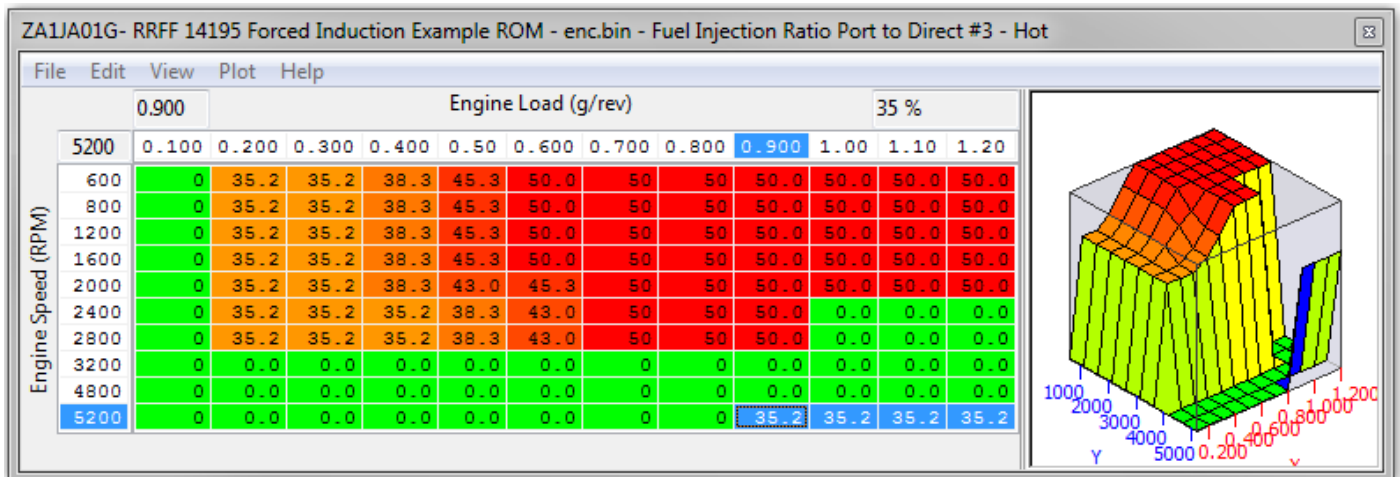 ZA1JA01G- RRFF 14195 Forced Induction Example ROM - enc.bin - Fuel Injection Ratio Port to Direct #3 - Hot
File Edit View Plot Help
0.900 Engine Load (g/rev) 35 %
5200 0.100 0.200 0.300 0.400 0.50 0.600 0.700 0.800 0.900 1.00 1.10 1.20
Engine Speed (RPM)
600 0 35.2 35.2 38.3 45.3 50.0 50 50 50.0 50.0 50.0 50.0
800 0 35.2 35.2 38.3 45.3 50.0 50 50 50.0 50.0 50.0 50.0
1200 0 35.2 35.2 38.3 45.3 50.0 50 50 50.0 50.0 50.0 50.0
1600 0 35.2 35.2 38.3 45.3 50.0 50 50 50.0 50.0 50.0 50.0
2000 0 35.2 35.2 38.3 43.0 45.3 50 50 50.0 50.0 50.0 50.0
2400 0 35.2 35.2 35.2 38.3 43.0 50 50 50.0 0.0 0.0 0.0
2800 0 35.2 35.2 35.2 38.3 43.0 50 50 50.0 0.0 0.0 0.0
3200 0 0.0 0.0 0.0 0.0 0.0 0 0 0.0 0.0 0.0 0.0
4800 0 0.0 0.0 0.0 0.0 0.0 0 0 0.0 0.0 0.0 0.0
5200 0 0.0 0.0 0.0 0.0 0.0 0 0 35.2 35.2 35.2 35.2
1000 2000 3000 4000 5000
Y
0.200 0.400 0.600 0.800 1.000 1.200